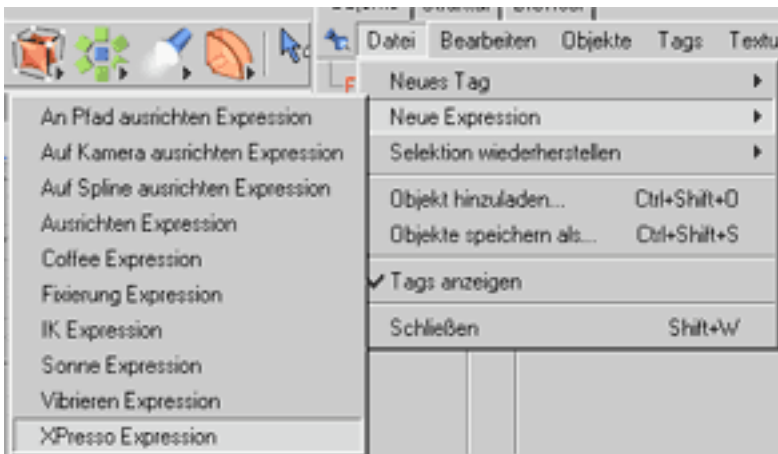 Datei Bearbeiten Objekte Tags Textu
Neues Tag
Neue Expression
Selektion wiederherstellen
Objekt hinzuladen... Ctrl+Shift+O
Objekte speichern als... Ctrl+Shift+S
Tags anzeigen
Schließen Shift+W
An Pfad ausrichten Expression
Auf Kamera ausrichten Expression
Auf Spline ausrichten Expression
Ausrichten Expression
Coffee Expression
Fixierung Expression
IK Expression
Sonne Expression
Vibrieren Expression
XPresso Expression